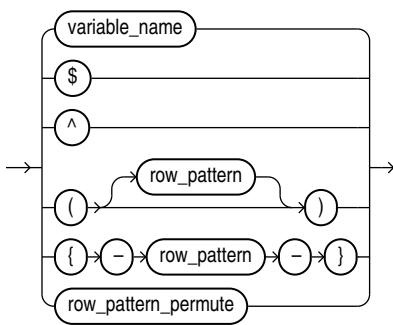 variable_name
$
^
row_pattern
( )
{ – row_pattern – }
row_pattern_permute